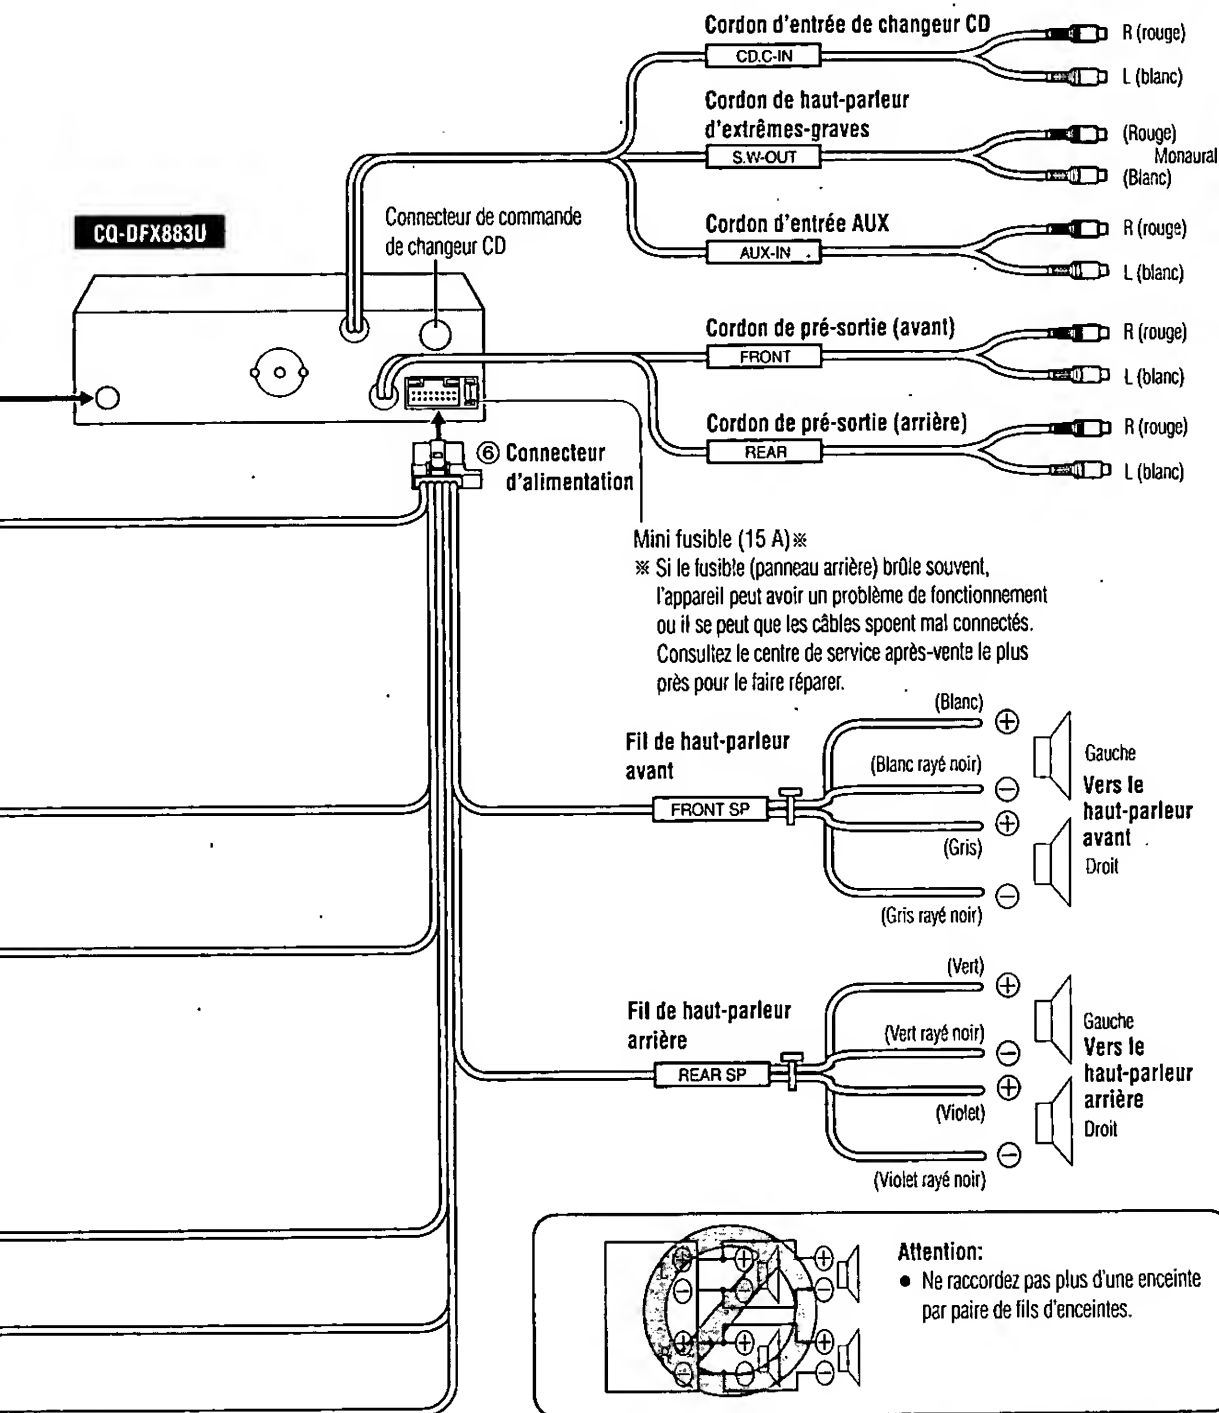 Cordon d'entrée de changeur CD
CD.C-IN
R (rouge)
L (blanc)
Cordon de haut-parleur
d'extrêmes-graves
S.W-OUT
(Rouge)
Monaural
(Blanc)
CQ-DFX883U
Connecteur de commande
de changeur CD
Cordon d'entrée AUX
AUX-IN
R (rouge)
L (blanc)
Cordon de pré-sortie (avant)
FRONT
R (rouge)
L (blanc)
Cordon de pré-sortie (arrière)
REAR
R (rouge)
L (blanc)
⑥ Connecteur
d'alimentation
Mini fusible (15 A)※
※ Si le fusible (panneau arrière) brûle souvent,
l'appareil peut avoir un problème de fonctionnement
ou il se peut que les câbles spoent mal connectés.
Consultez le centre de service après-vente le plus
près pour le faire réparer.
Fil de haut-parleur
avant
FRONT SP
(Blanc)
⊕
(Blanc rayé noir)
⊖
⊕
(Gris)
⊖
(Gris rayé noir)
Gauche
Vers le
haut-parleur
avant
Droit
Fil de haut-parleur
arrière
REAR SP
(Vert)
⊕
(Vert rayé noir)
⊖
⊕
(Violet)
⊖
(Violet rayé noir)
Gauche
Vers le
haut-parleur
arrière
Droit
Attention:
● Ne raccordez pas plus d'une enceinte
par paire de fils d'enceintes.